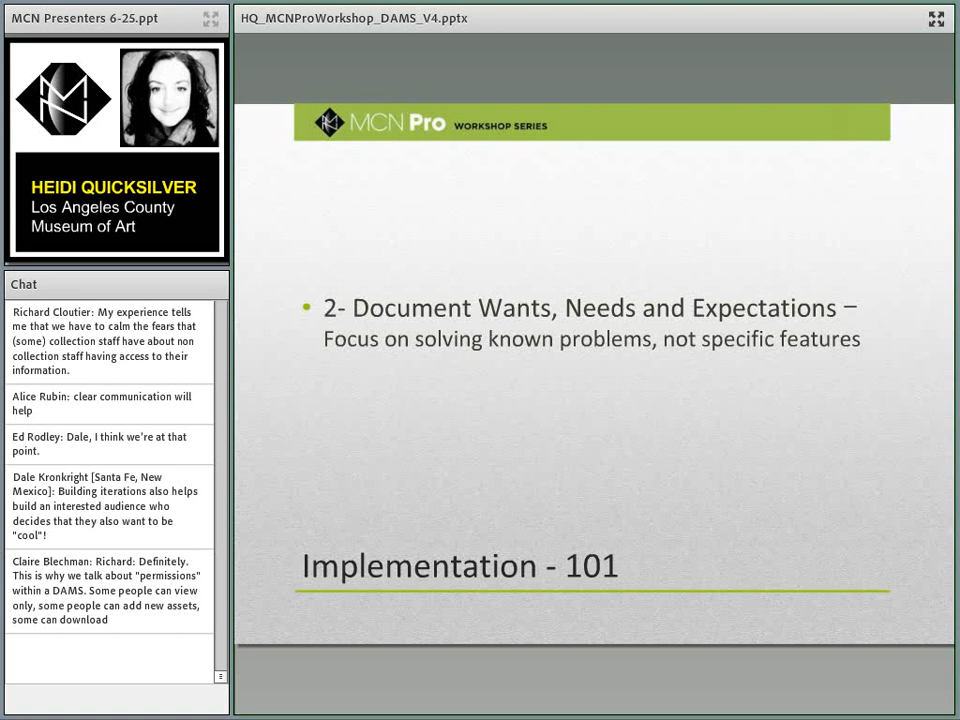 MCN Presenters 6-25.ppt
HEIDI QUICKSILVER
Los Angeles County
Museum of Art
Chat
Richard Cloutier: My experience tells
me that we have to calm the fears that
(some) collection staff have about non
collection staff having access to their
information.
Alice Rubin: clear communication will
help
Ed Rodley: Dale, I think we're at that
point.
Dale Kronkright [Santa Fe, New
Mexico]: Building iterations also helps
build an interested audience who
decides that they also want to be
"cool"!
Claire Blechman: Richard: Definitely.
This is why we talk about "permissions"
within a DAMS. Some people can view
only, some people can add new assets,
some can download
HQ_MCNProWorkshop_DAMS_V4.pptx
MCN Pro WORKSHOP SERIES
• 2- Document Wants, Needs and Expectations –
Focus on solving known problems, not specific features
Implementation - 101